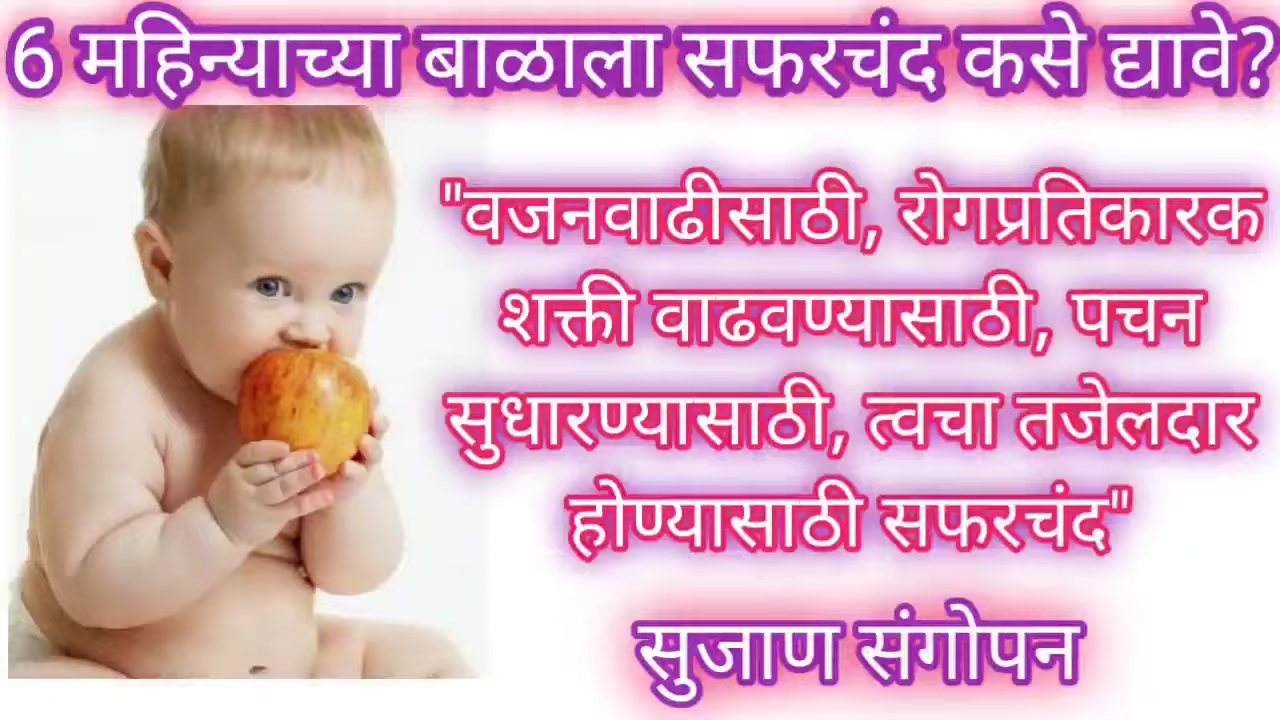 6 महिन्याच्या बाळाला सफरचंद कसे द्यावे?
"वजनवाढीसाठी, रोगप्रतिकारक
शक्ती वाढवण्यासाठी, पचन
सुधारण्यासाठी, त्वचा तजेलदार
होण्यासाठी सफरचंद"
सुजाण संगोपन